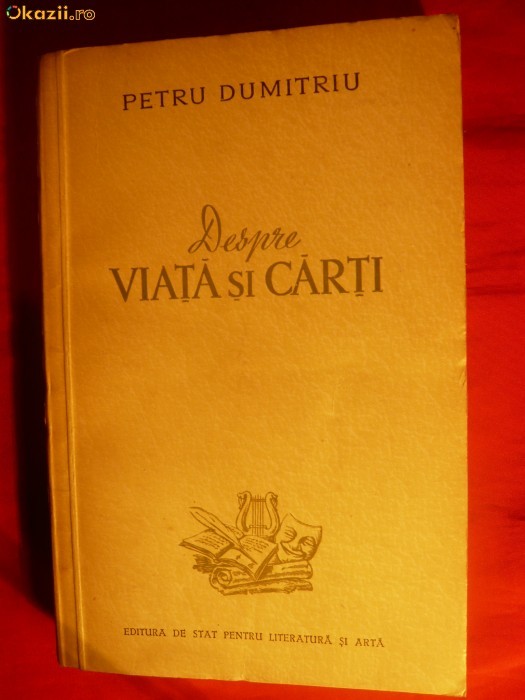 Okazii.ro
PETRU DUMITRIU
Despre
VIAȚĂ ȘI CĂRȚI
EDITURA DE STAT PENTRU LITERATURĂ ȘI ARTĂ